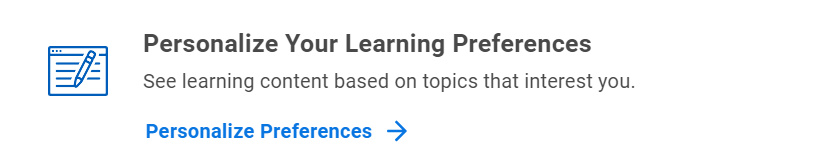 Personalize Your Learning Preferences
See learning content based on topics that interest you.
Personalize Preferences